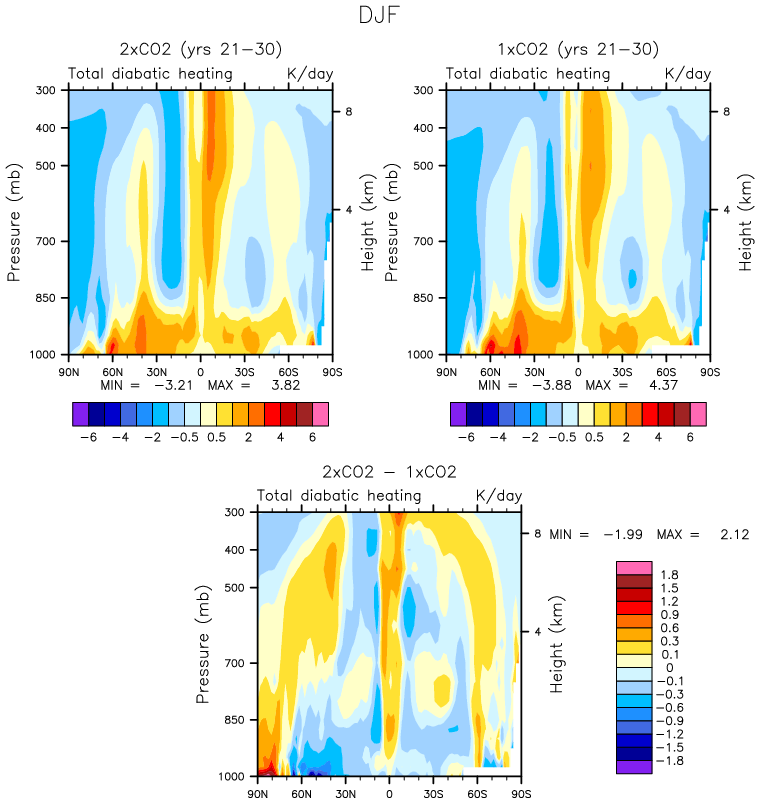 DJF
2xCO2 (yrs 21−30)
Total diabatic heating K/day
300
400
500
700
850
1000
Pressure (mb)
8
4
Height (km)
90N 60N 30N 0 30S 60S 90S
MIN = −3.21 MAX = 3.82
−6 −4 −2 −0.5 0.5 2 4 6
1xCO2 (yrs 21−30)
Total diabatic heating K/day
300
400
500
700
850
1000
Pressure (mb)
8
4
Height (km)
90N 60N 30N 0 30S 60S 90S
MIN = −3.88 MAX = 4.37
−6 −4 −2 −0.5 0.5 2 4 6
2xCO2 − 1xCO2
Total diabatic heating K/day
300
400
500
700
850
1000
Pressure (mb)
8
4
Height (km)
90N 60N 30N 0 30S 60S 90S
MIN = −1.99 MAX = 2.12
1.8
1.5
1.2
0.9
0.6
0.3
0.1
0
−0.1
−0.3
−0.6
−0.9
−1.2
−1.5
−1.8